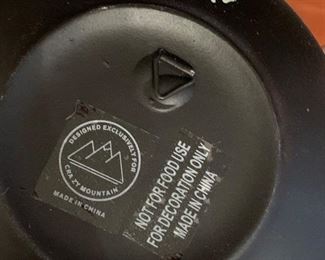 DESIGNED EXCLUSIVELY FOR
CRAZY MOUNTAIN
MADE IN CHINA
NOT FOR FOOD USE
FOR DECORATION ONLY
MADE IN CHINA